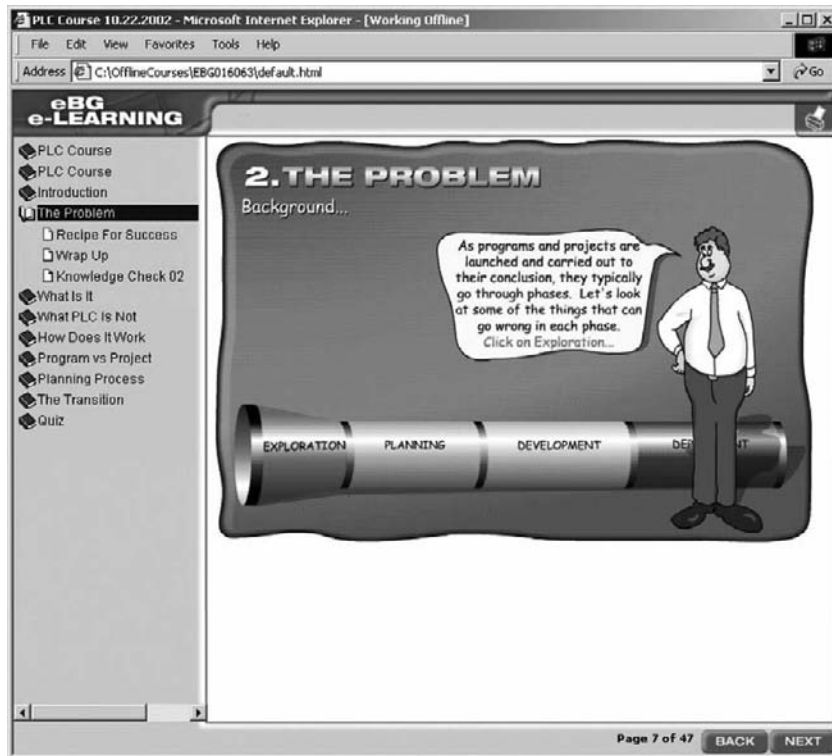 PLC Course 10.22.2002 - Microsoft Internet Explorer - [Working Offline]
File Edit View Favorites Tools Help
Address C:\OfflineCourses\EBG016063\default.html Go
eBG
e-LEARNING
PLC Course
PLC Course
Introduction
The Problem
Recipe For Success
Wrap Up
Knowledge Check 02
What Is It
What PLC Is Not
How Does It Work
Program vs Project
Planning Process
The Transition
Quiz
2. THE PROBLEM
Background...
As programs and projects are
launched and carried out to
their conclusion, they typically
go through phases. Let's look
at some of the things that can
go wrong in each phase.
Click on Exploration...
EXPLORATION PLANNING DEVELOPMENT
Page 7 of 47 BACK NEXT